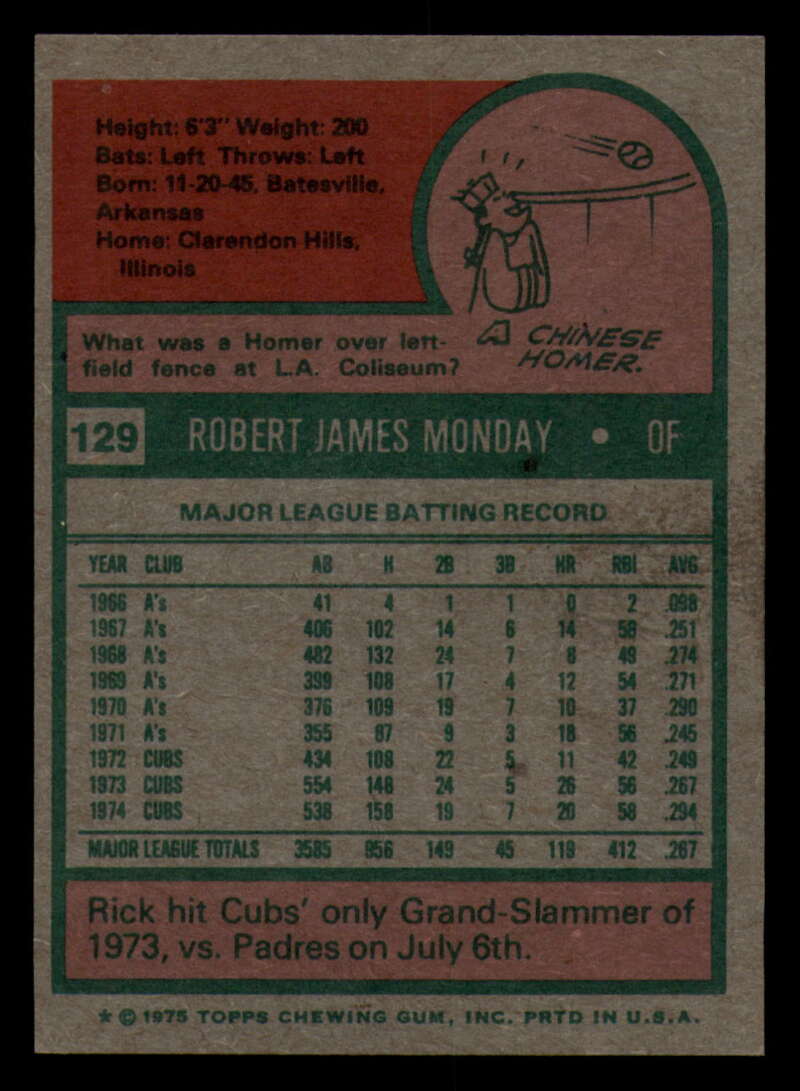 Height: 6'3" Weight: 200
Bats: Left Throws: Left
Born: 11-20-45, Batesville,
Arkansas
Home: Clarendon Hills,
Illinois
What was a Homer over left-
field fence at L.A. Coliseum?
A CHINESE
HOMER.
129 ROBERT JAMES MONDAY • OF
MAJOR LEAGUE BATTING RECORD
YEAR CLUB AB H 2B 3B HR RBI AVG
1966 A's 41 4 1 1 0 2 .098
1967 A's 406 102 14 6 14 58 .251
1968 A's 482 132 24 7 8 49 .274
1969 A's 399 108 17 4 12 54 .271
1970 A's 376 109 19 7 10 37 .290
1971 A's 355 87 9 3 18 56 .245
1972 CUBS 434 108 22 5 11 42 .249
1973 CUBS 554 148 24 5 26 56 .267
1974 CUBS 538 158 19 7 20 58 .294
MAJOR LEAGUE TOTALS 3585 956 149 45 119 412 .267
Rick hit Cubs' only Grand-Slammer of
1973, vs. Padres on July 6th.
* © 1975 TOPPS CHEWING GUM, INC. PRTD IN U.S.A.